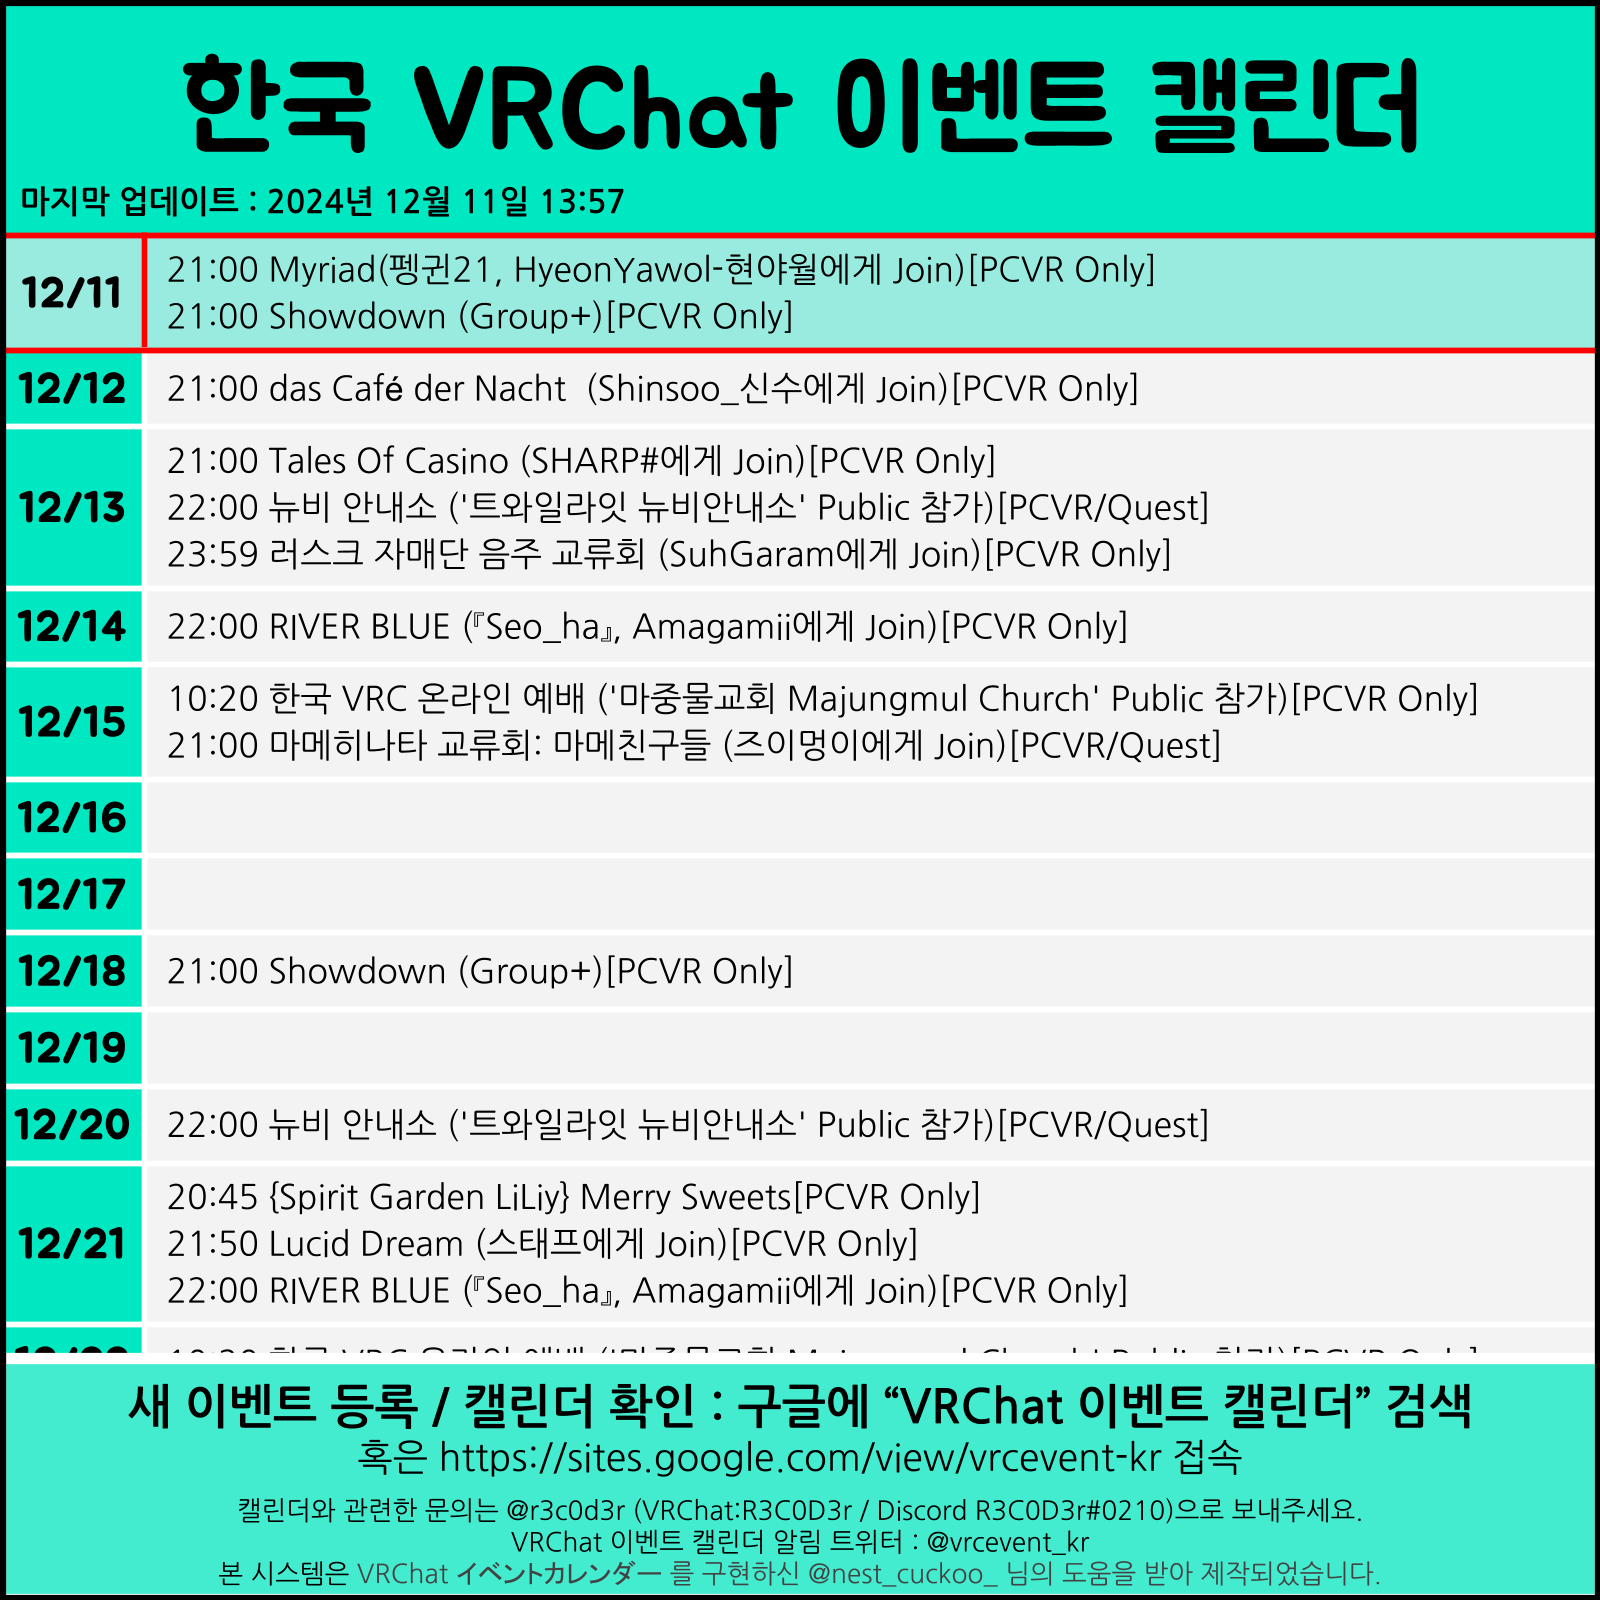 한국 VRChat 이벤트 캘린더
마지막 업데이트 : 2024년 12월 11일 13:57
12/11
21:00 Myriad(펭귄21, HyeonYawol-현야월에게 Join)[PCVR Only]
21:00 Showdown (Group+)[PCVR Only]
12/12
21:00 das Café der Nacht  (Shinsoo_신수에게 Join)[PCVR Only]
12/13
21:00 Tales Of Casino (SHARP#에게 Join)[PCVR Only]
22:00 뉴비 안내소 ('트와일라잇 뉴비안내소' Public 참가)[PCVR/Quest]
23:59 러스크 자매단 음주 교류회 (SuhGaram에게 Join)[PCVR Only]
12/14
22:00 RIVER BLUE (『Seo_ha』, Amagamii에게 Join)[PCVR Only]
12/15
10:20 한국 VRC 온라인 예배 ('마중물교회 Majungmul Church' Public 참가)[PCVR Only]
21:00 마메히나타 교류회: 마메친구들 (즈이멍이에게 Join)[PCVR/Quest]
12/16
12/17
12/18
21:00 Showdown (Group+)[PCVR Only]
12/19
12/20
22:00 뉴비 안내소 ('트와일라잇 뉴비안내소' Public 참가)[PCVR/Quest]
12/21
20:45 {Spirit Garden LiLiy} Merry Sweets[PCVR Only]
21:50 Lucid Dream (스태프에게 Join)[PCVR Only]
22:00 RIVER BLUE (『Seo_ha』, Amagamii에게 Join)[PCVR Only]
새 이벤트 등록 / 캘린더 확인 : 구글에 “VRChat 이벤트 캘린더” 검색
혹은 https://sites.google.com/view/vrcevent-kr 접속
캘린더와 관련한 문의는 @r3c0d3r (VRChat:R3C0D3r / Discord R3C0D3r#0210)으로 보내주세요.
VRChat 이벤트 캘린더 알림 트위터 : @vrcevent_kr
본 시스템은 VRChat イベントカレンダー 를 구현하신 @nest_cuckoo_ 님의 도움을 받아 제작되었습니다.